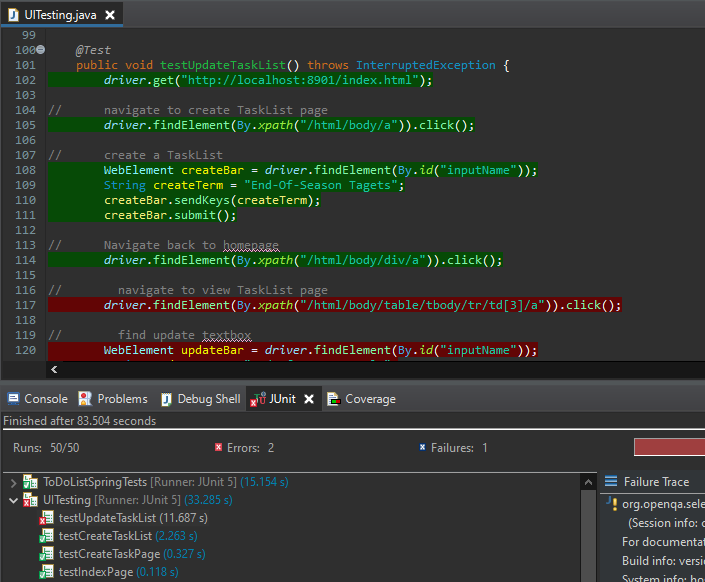 UITesting.java
99
100 @Test
101 public void testUpdateTaskList() throws InterruptedException {
102 driver.get("http://localhost:8901/index.html");
103
104 // navigate to create TaskList page
105 driver.findElement(By.xpath("/html/body/a")).click();
106
107 // create a TaskList
108 WebElement createBar = driver.findElement(By.id("inputName"));
109 String createTerm = "End-Of-Season Tagets";
110 createBar.sendKeys(createTerm);
111 createBar.submit();
112
113 // Navigate back to homepage
114 driver.findElement(By.xpath("/html/body/div/a")).click();
115
116 // navigate to view TaskList page
117 driver.findElement(By.xpath("/html/body/table/tbody/tr/td[3]/a")).click();
118
119 // find update textbox
120 WebElement updateBar = driver.findElement(By.id("inputName"));
Console Problems Debug Shell JUnit Coverage
Finished after 83.504 seconds
Runs: 50/50 Errors: 2 Failures: 1
ToDoListSpringTests [Runner: JUnit 5] (15.154 s)
UITesting [Runner: JUnit 5] (33.285 s)
testUpdateTaskList (11.687 s)
testCreateTaskList (2.263 s)
testCreateTaskPage (0.327 s)
testIndexPage (0.118 s)
Failure Trace
org.openqa.sele
(Session info: c
For documentat
Build info: versi
System info: ho